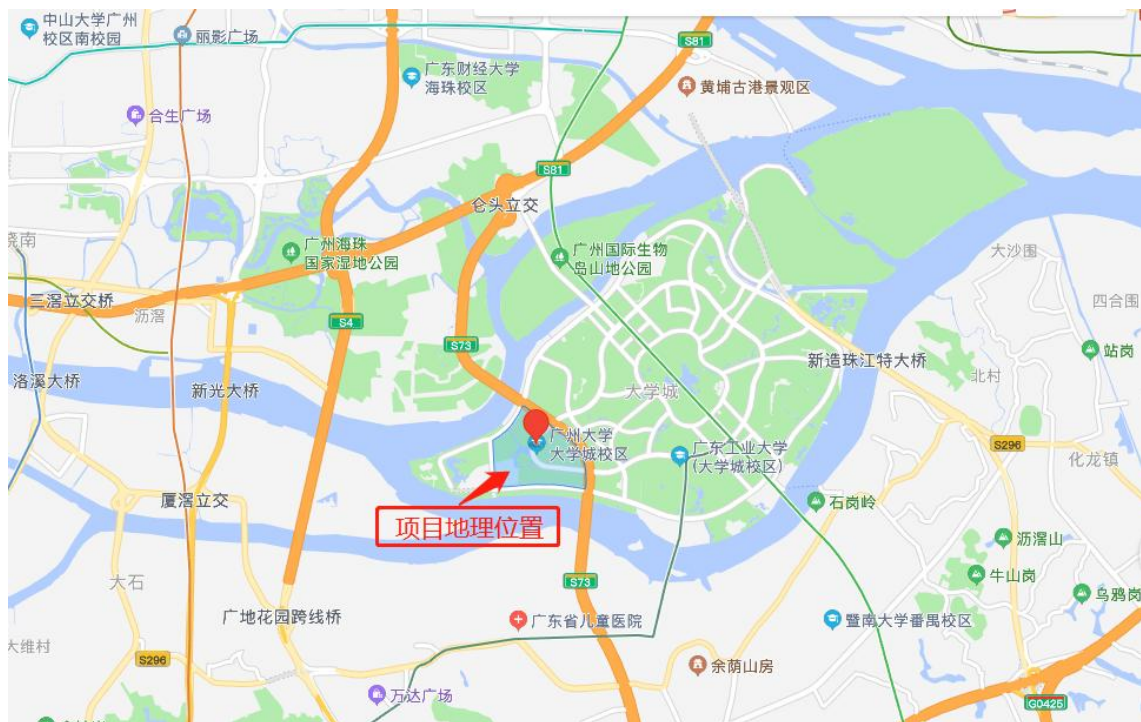 中山大学广州
校区南校园
丽影广场
S81
广东财经大学
海珠校区
黄埔古港景观区
合生广场
S81
仑头立交
广州海珠
国家湿地公园
广州国际生物
岛山地公园
大沙围
三滘立交桥
沥滘
四合围
S4
S73
新造珠江特大桥
站岗
洛溪大桥
新光大桥
大学城
北村
广州大学
大学城校区
广东工业大学
(大学城校区)
S296
化龙镇
厦滘立交
石岗岭
项目地理位置
沥滘山
大石
S73
牛山岗
乌鸦岗
广地花园跨线桥
广东省儿童医院
暨南大学番禺校区
大维村
S296
余荫山房
万达广场
G0425